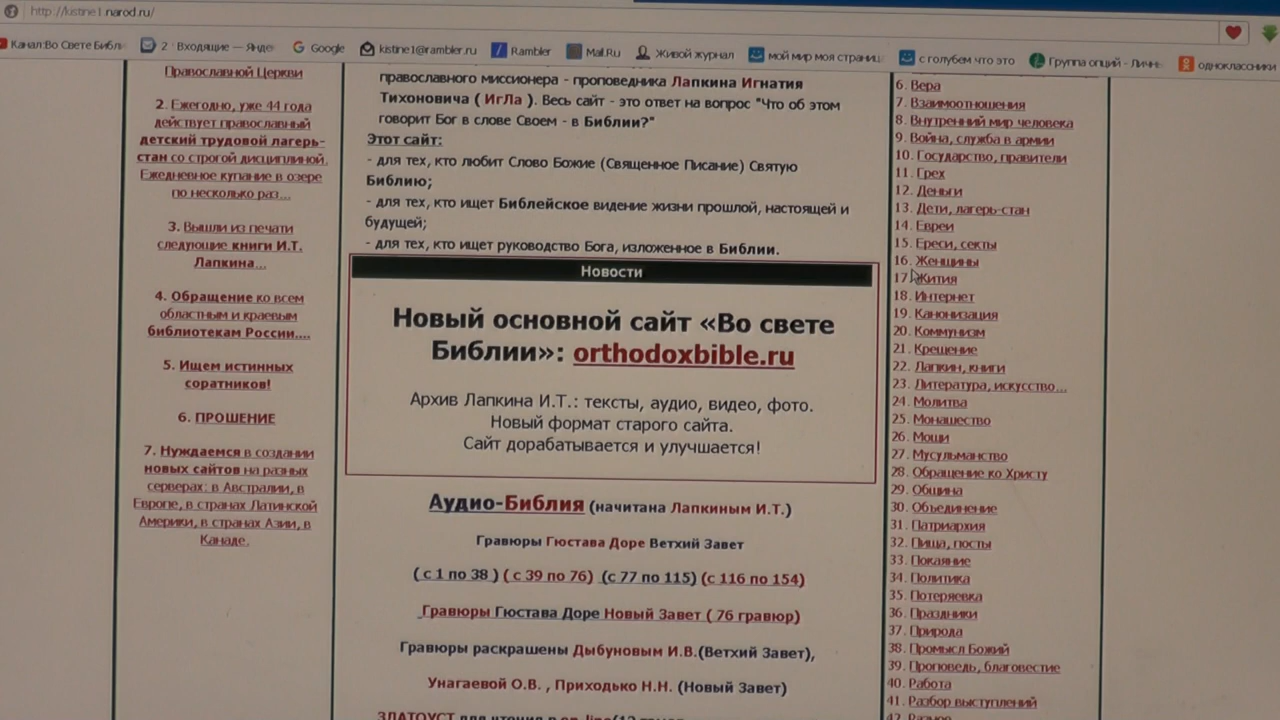 http://kistine1.narod.ru/
Канал:Во Свете Библи
2 · Входящие — Янде
Google
kistine1@rambler.ru
Rambler
Mail.Ru
Живой журнал
мой мир моя страниц
с голубем что это
Группа опций - Личн
одноклассники
Православной Церкви
2. Ежегодно, уже 44 года
действует православный
детский трудовой лагерь-
стан со строгой дисциплиной.
Ежедневное купание в озере
по несколько раз...
3. Вышли из печати
следующие книги И.Т.
Лапкина...
4. Обращение ко всем
областным и краевым
библиотекам России....
5. Ищем истинных
соратников!
6. ПРОШЕНИЕ
7. Нуждаемся в создании
новых сайтов на разных
серверах: в Австралии, в
Европе, в странах Латинской
Америки, в странах Азии, в
Канаде.
православного миссионера - проповедника Лапкина Игнатия
Тихоновича ( ИгЛа ). Весь сайт - это ответ на вопрос "Что об этом
говорит Бог в слове Своем - в Библии?"
Этот сайт:
- для тех, кто любит Слово Божие (Священное Писание) Святую
Библию;
- для тех, кто ищет Библейское видение жизни прошлой, настоящей и
будущей;
- для тех, кто ищет руководство Бога, изложенное в Библии.
Новости
Новый основной сайт «Во свете
Библии»: orthodoxbible.ru
Архив Лапкина И.Т.: тексты, аудио, видео, фото.
Новый формат старого сайта.
Сайт дорабатывается и улучшается!
Аудио-Библия (начитана Лапкиным И.Т.)
Гравюры Гюстава Доре Ветхий Завет
( с 1 по 38 ) ( с 39 по 76) (с 77 по 115) (с 116 по 154)
Гравюры Гюстава Доре Новый Завет ( 76 гравюр)
Гравюры раскрашены Дыбуновым И.В.(Ветхий Завет),
Унагаевой О.В. , Приходько Н.Н. (Новый Завет)
ЗЛАТОУСТ для чтения в on-line(12 томов
6. Вера
7. Взаимоотношения
8. Внутренний мир человека
9. Война, служба в армии
10. Государство, правители
11. Грех
12. Деньги
13. Дети, лагерь-стан
14. Евреи
15. Ереси, секты
16. Женщины
17. Жития
18. Интернет
19. Канонизация
20. Коммунизм
21. Крещение
22. Лапкин, книги
23. Литература, искусство...
24. Молитва
25. Монашество
26. Мощи
27. Мусульманство
28. Обращение ко Христу
29. Община
30. Объединение
31. Патриархия
32. Пища, посты
33. Покаяние
34. Политика
35. Потеряевка
36. Праздники
37. Природа
38. Промысл Божий
39. Проповедь, благовестие
40. Работа
41. Разбор выступлений
42. Разное